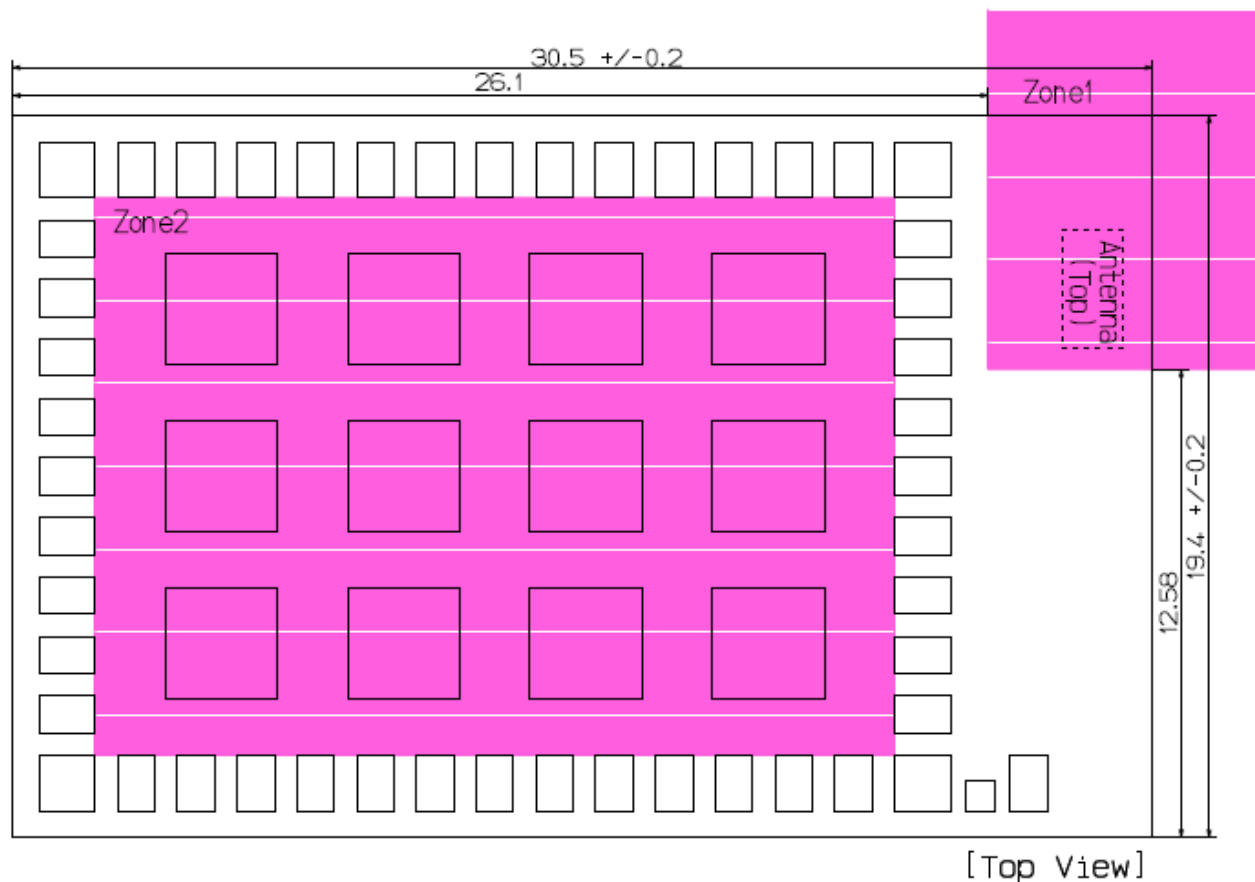 30.5 +/-0.2
26.1
Zone1
Zone2
Antenna
(Top)
19.4 +/-0.2
12.58
[Top View]